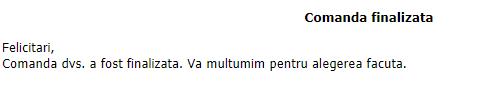 Comanda finalizata
Felicitari,
Comanda dvs. a fost finalizata. Va multumim pentru alegerea facuta.